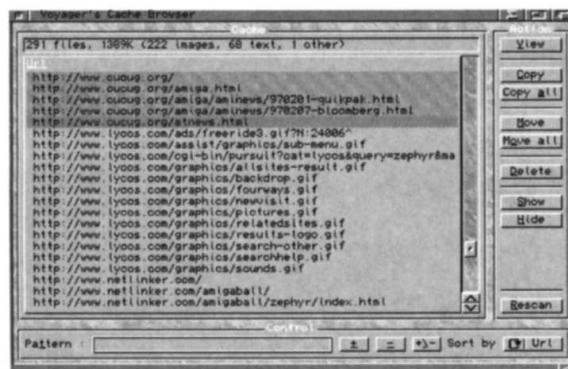 Voyager's Cache Browser
Cache
291 files, 1389K (222 images, 68 text, 1 other)
Url
http://www.cucug.org/
http://www.cucug.org/amiga.html
http://www.cucug.org/amiga/aminews/970201-quikpak.html
http://www.cucug.org/amiga/aminews/970207-bloomberg.html
http://www.cucug.org/atnews.html
http://www.lycos.com/ads/freeride3.gif?N:24006^
http://www.lycos.com/assist/graphics/sub-menu.gif
http://www.lycos.com/cgi-bin/pursuit?cat=lycos&query=zephyr&ma
http://www.lycos.com/graphics/allsites-result.gif
http://www.lycos.com/graphics/backdrop.gif
http://www.lycos.com/graphics/fourways.gif
http://www.lycos.com/graphics/newvisit.gif
http://www.lycos.com/graphics/pictures.gif
http://www.lycos.com/graphics/relatedsites.gif
http://www.lycos.com/graphics/results-logo.gif
http://www.lycos.com/graphics/search-other.gif
http://www.lycos.com/graphics/searchhelp.gif
http://www.lycos.com/graphics/sounds.gif
http://www.netlinker.com/
http://www.netlinker.com/amigaball/
http://www.netlinker.com/amigaball/zephyr/index.html
Action
View
Copy
Copy all
Move
Move all
Delete
Show
Hide
Rescan
Control
Pattern :
+ - +\- Sort by Url